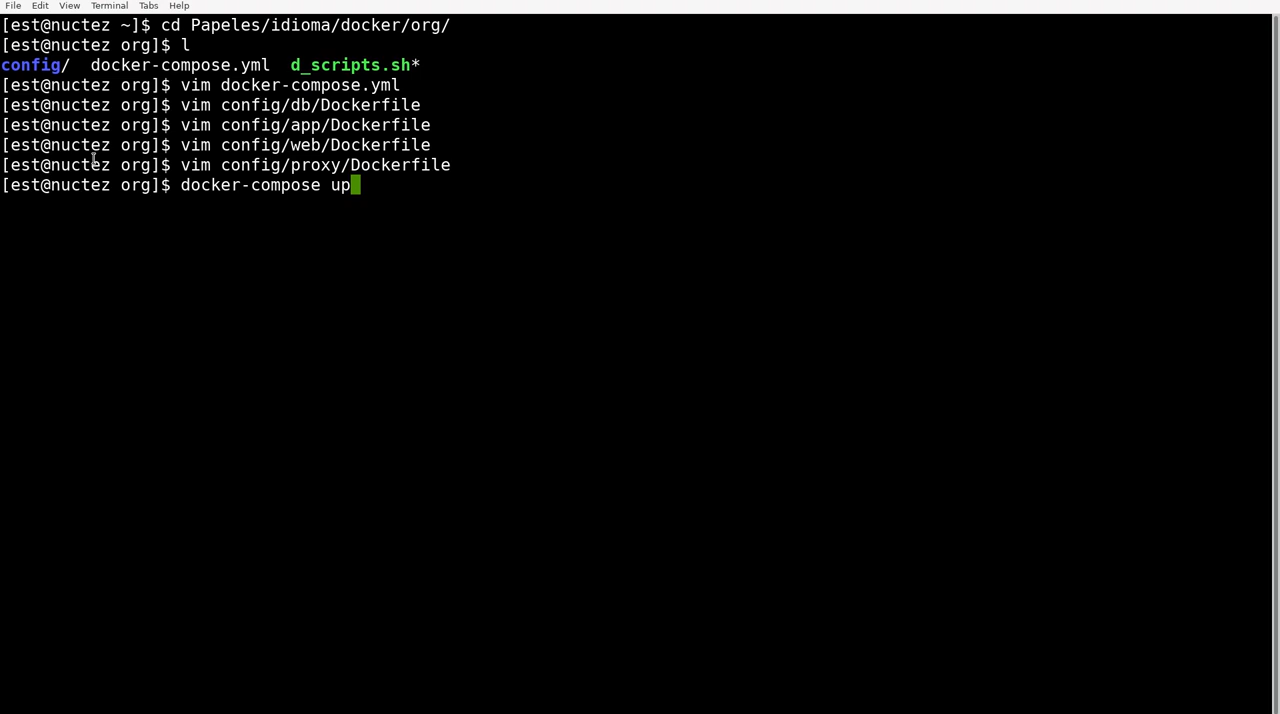 File Edit View Terminal Tabs Help
[est@nuctez ~]$ cd Papeles/idioma/docker/org/
[est@nuctez org]$ l
config/  docker-compose.yml  d_scripts.sh*
[est@nuctez org]$ vim docker-compose.yml
[est@nuctez org]$ vim config/db/Dockerfile
[est@nuctez org]$ vim config/app/Dockerfile
[est@nuctez org]$ vim config/web/Dockerfile
[est@nuctez org]$ vim config/proxy/Dockerfile
[est@nuctez org]$ docker-compose up